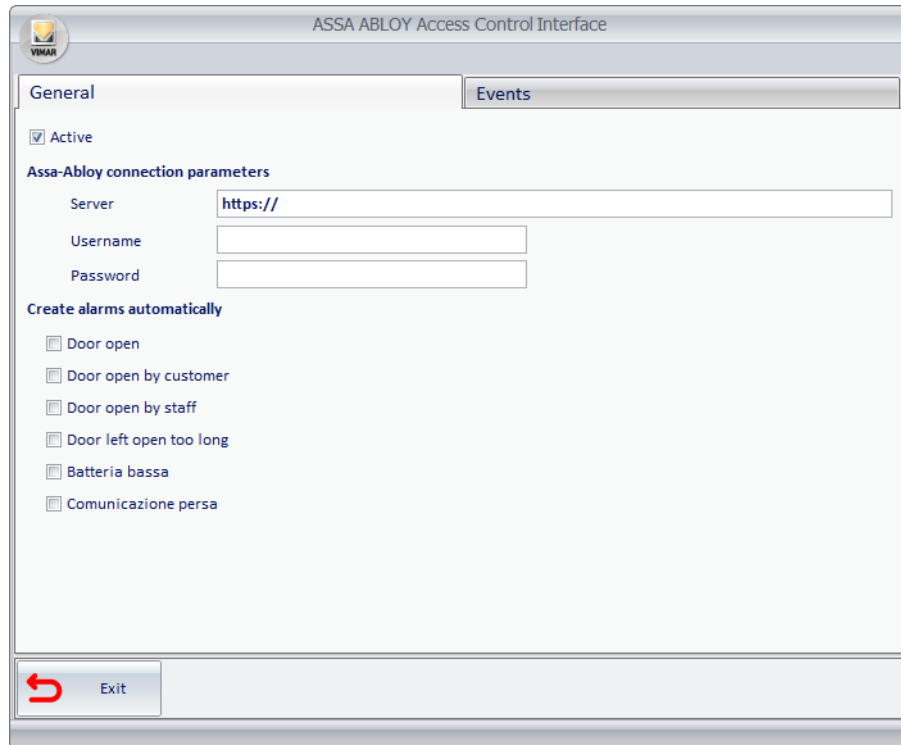 ASSA ABLOY Access Control Interface
VIMAR
General
Events
Active
Assa-Abloy connection parameters
Server
https://
Username
Password
Create alarms automatically
Door open
Door open by customer
Door open by staff
Door left open too long
Batteria bassa
Comunicazione persa
Exit